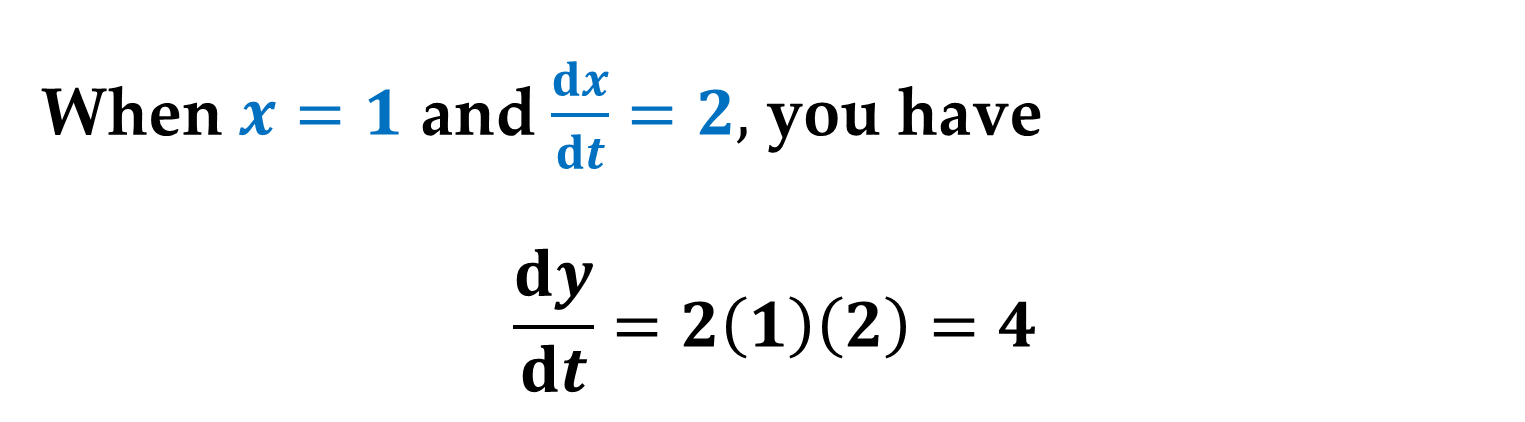 When x = 1 and dx/dt = 2, you have
dy/dt = 2(1)(2) = 4